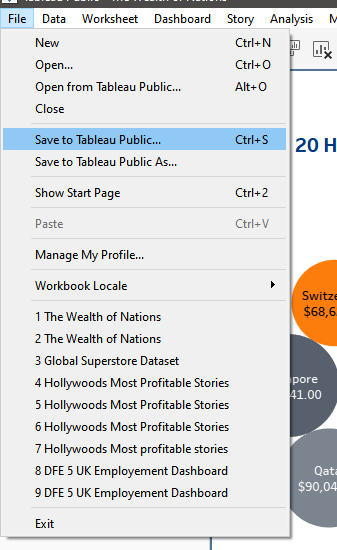 File Data Worksheet Dashboard Story Analysis
New Ctrl+N
Open... Ctrl+O
Open from Tableau Public... Alt+O
Close
Save to Tableau Public... Ctrl+S
Save to Tableau Public As...
Show Start Page Ctrl+2
Paste Ctrl+V
Manage My Profile...
Workbook Locale
1 The Wealth of Nations
2 The Wealth of Nations
3 Global Superstore Dataset
4 Hollywoods Most Profitable Stories
5 Hollywoods Most Profitable Stories
6 Hollywoods Most Profitable Stories
7 Hollywoods Most profitable stories
8 DFE 5 UK Employement Dashboard
9 DFE 5 UK Employement Dashboard
Exit
20 H
Switze
$68,6
pore
41.00
Qata
$90,04